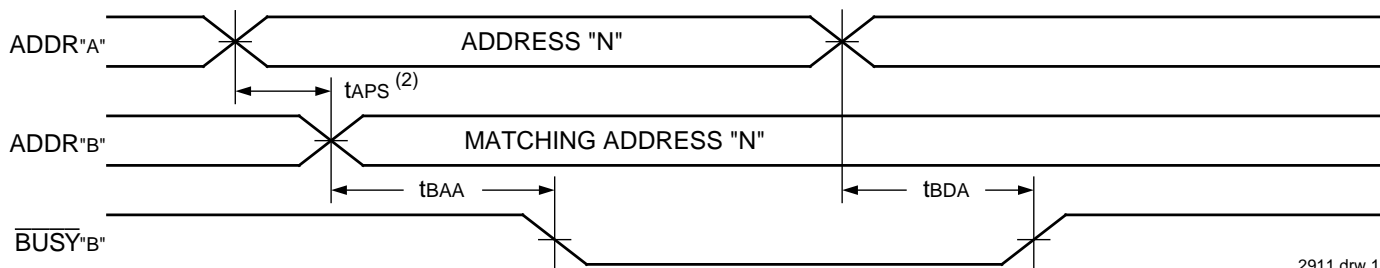 ADDR"A" ADDRESS "N"
tAPS (2)
ADDR"B" MATCHING ADDRESS "N"
tBAA tBDA
BUSY"B"
2911 drw 1